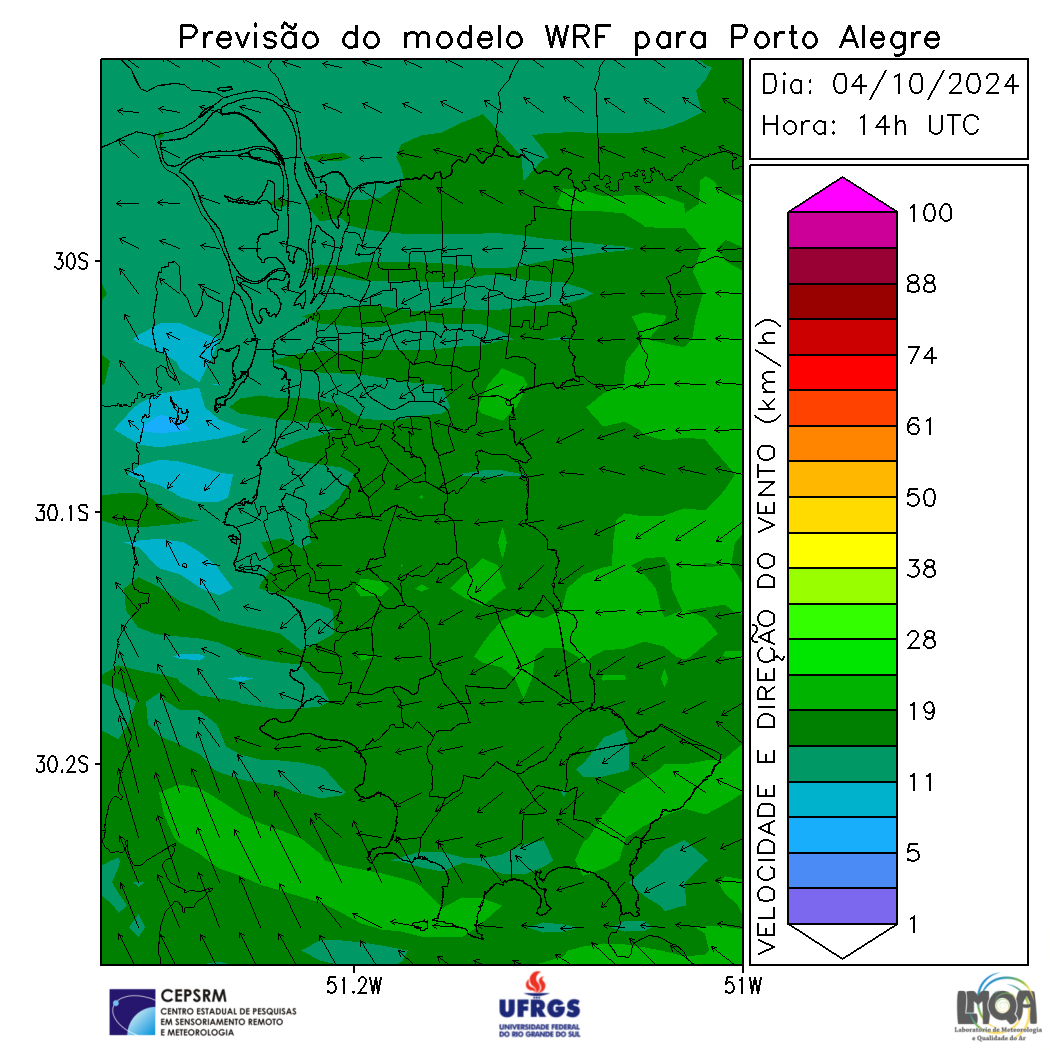 Previsão do modelo WRF para Porto Alegre
Dia: 04/10/2024
Hora: 14h UTC
30S
30.1S
30.2S
51.2W
51W
VELOCIDADE E DIREÇÃO DO VENTO (km/h)
100
88
74
61
50
38
28
19
11
5
1
CEPSRM
CENTRO ESTADUAL DE PESQUISAS
EM SENSORIAMENTO REMOTO
E METEOROLOGIA
UFRGS
UNIVERSIDADE FEDERAL
DO RIO GRANDE DO SUL
LMQA
Laboratório de Meteorologia
e Qualidade do Ar